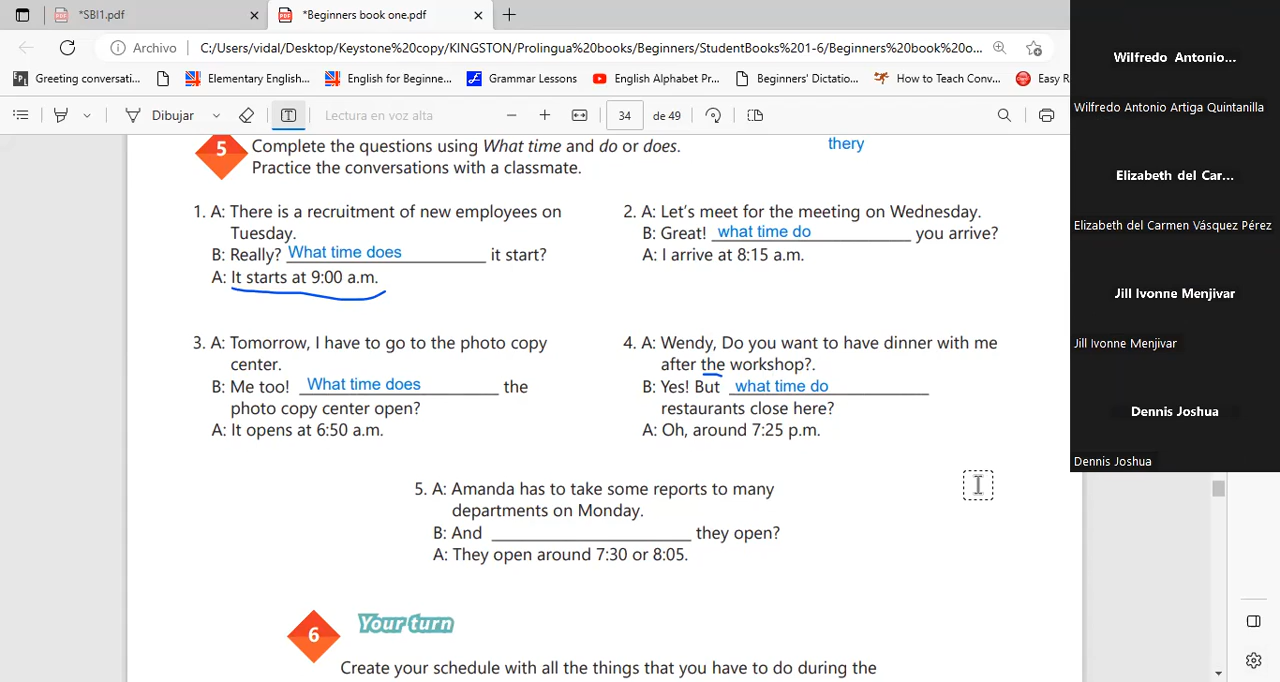 *SBI1.pdf
*Beginners book one.pdf
Archivo
C:/Users/vidal/Desktop/Keystone%20copy/KINGSTON/Prolingua%20books/Beginners/StudentBooks%201-6/Beginners%20book%20o...
Greeting conversati...
Elementary English...
English for Beginne...
Grammar Lessons
English Alphabet Pr...
Beginners' Dictatio...
How to Teach Conv...
Easy R
Dibujar
Lectura en voz alta
34
de 49
5
Complete the questions using What time and do or does.
Practice the conversations with a classmate.
thery
1. A: There is a recruitment of new employees on
Tuesday.
B: Really? What time does it start?
A: It starts at 9:00 a.m.
2. A: Let's meet for the meeting on Wednesday.
B: Great! what time do you arrive?
A: I arrive at 8:15 a.m.
3. A: Tomorrow, I have to go to the photo copy
center.
B: Me too! What time does the
photo copy center open?
A: It opens at 6:50 a.m.
4. A: Wendy, Do you want to have dinner with me
after the workshop?.
B: Yes! But what time do
restaurants close here?
A: Oh, around 7:25 p.m.
5. A: Amanda has to take some reports to many
departments on Monday.
B: And ____________________ they open?
A: They open around 7:30 or 8:05.
6
Your turn
Create your schedule with all the things that you have to do during the
Wilfredo Antonio...
Wilfredo Antonio Artiga Quintanilla
Elizabeth del Car...
Elizabeth del Carmen Vásquez Pérez
Jill Ivonne Menjivar
Jill Ivonne Menjivar
Dennis Joshua
Dennis Joshua